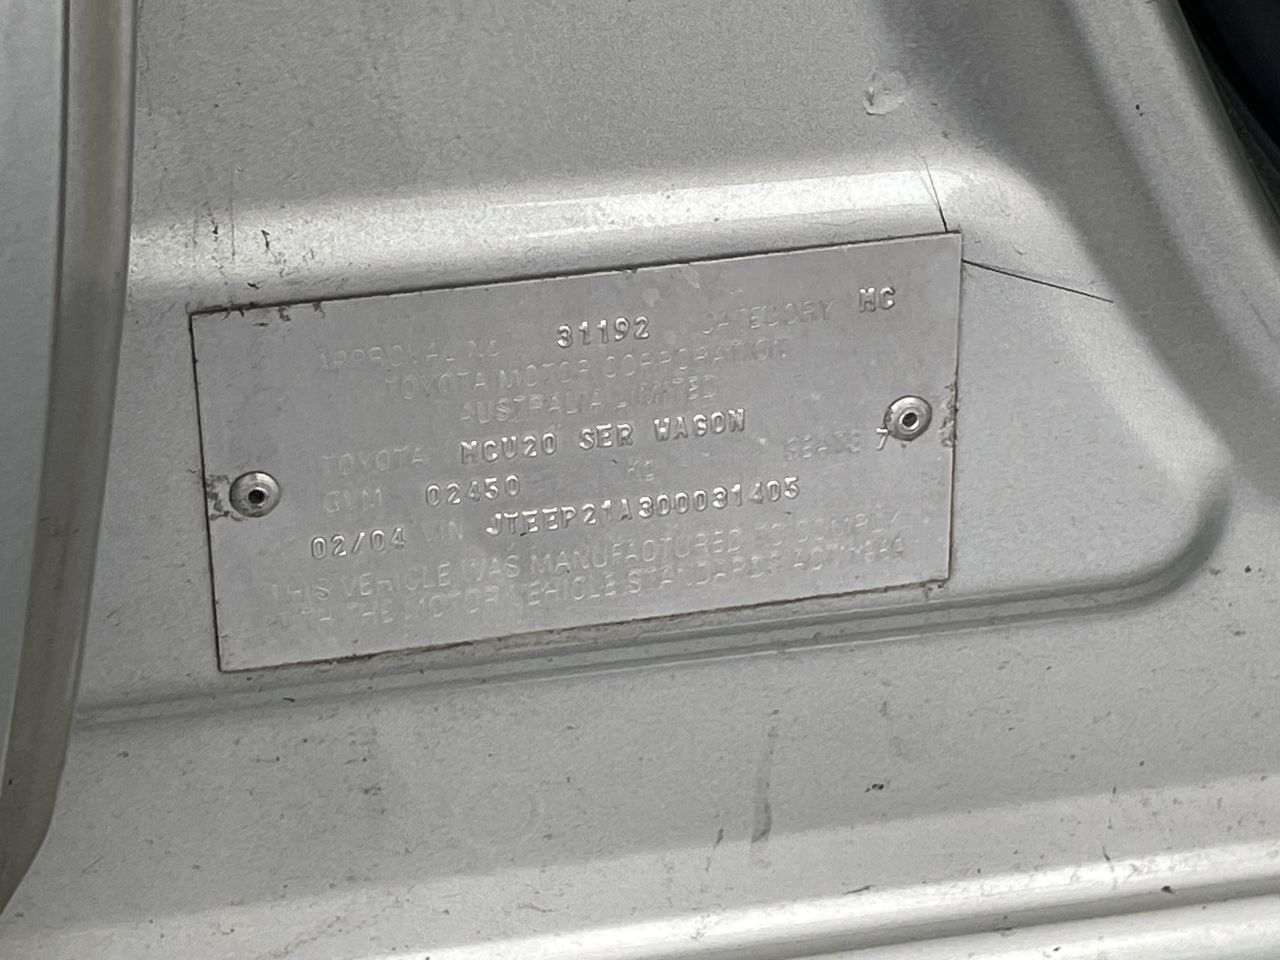 APPROVAL No 31192 CATEGORY MC
TOYOTA MOTOR CORPORATION
AUSTRALIA LIMITED
TOYOTA MCU20 SER WAGON
GVM 02450 KG SEATS 7
02/04 VIN JTEEP21A300031405
THIS VEHICLE WAS MANUFACTURED TO COMPLY
WITH THE MOTOR VEHICLE STANDARDS ACT 1989